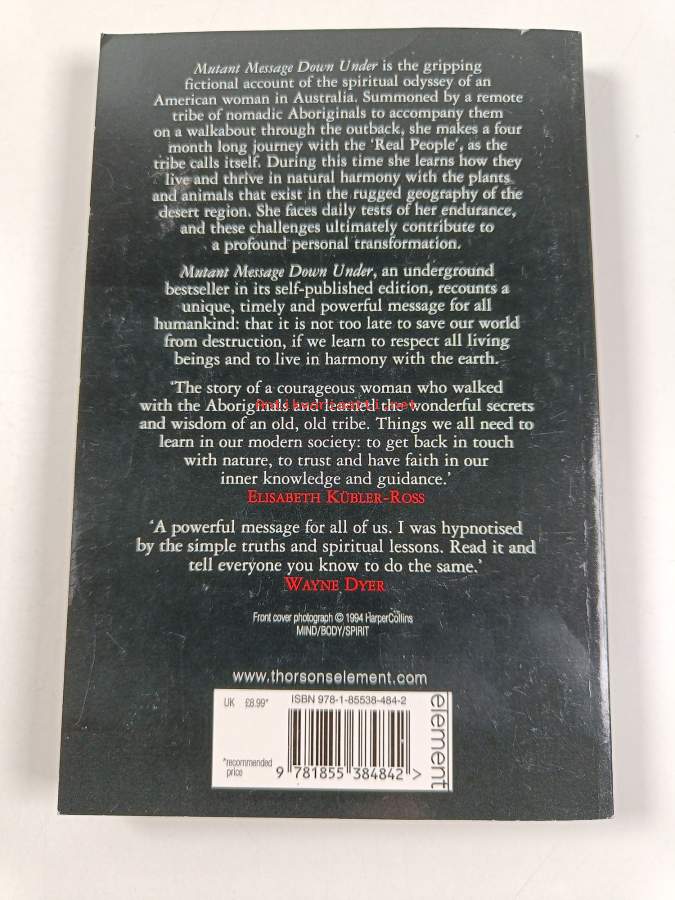 Mutant Message Down Under is the gripping
fictional account of the spiritual odyssey of an
American woman in Australia. Summoned by a remote
tribe of nomadic Aboriginals to accompany them
on a walkabout through the outback, she makes a four
month long journey with the ‘Real People’, as the
tribe calls itself. During this time she learns how they
live and thrive in natural harmony with the plants
and animals that exist in the rugged geography of the
desert region. She faces daily tests of her endurance,
and these challenges ultimately contribute to
a profound personal transformation.
Mutant Message Down Under, an underground
bestseller in its self-published edition, recounts a
unique, timely and powerful message for all
humankind: that it is not too late to save our world
from destruction, if we learn to respect all living
beings and to live in harmony with the earth.
‘The story of a courageous woman who walked
with the Aboriginals and learned the wonderful secrets
and wisdom of an old, old tribe. Things we all need to
learn in our modern society: to get back in touch
with nature, to trust and have faith in our
inner knowledge and guidance.’
ELISABETH KÜBLER-ROSS
‘A powerful message for all of us. I was hypnotised
by the simple truths and spiritual lessons. Read it and
tell everyone you know to do the same.’
WAYNE DYER
Front cover photograph © 1994 HarperCollins
MIND/BODY/SPIRIT
www.thorsonselement.com
UK £8.99*
ISBN 978-1-85538-484-2
element
*recommended
price
9 781855 384842 >